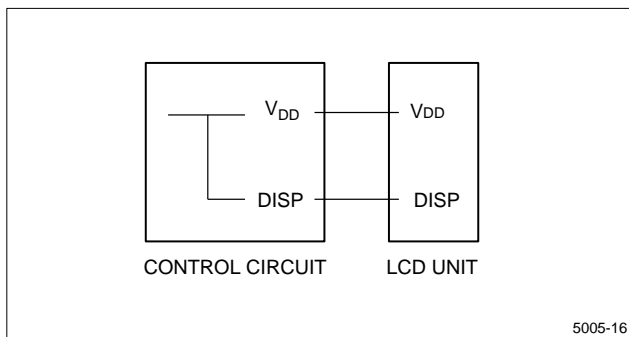 VDD VDD
DISP DISP
CONTROL CIRCUIT LCD UNIT
5005-16